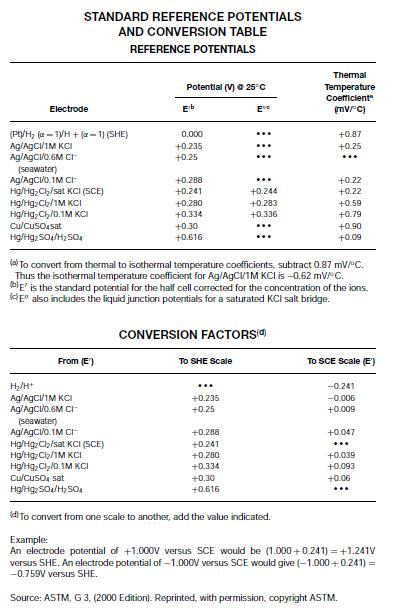 STANDARD REFERENCE POTENTIALS
AND CONVERSION TABLE
REFERENCE POTENTIALS
Thermal
Potential (V) @ 25°C Temperature
Coefficientᵃ
Electrode E'ᵇ E"ᶜ (mV/°C)
(Pt)/H₂ (a = 1)/H + (a = 1) (SHE) 0.000 ••• +0.87
Ag/AgCl/1M KCl +0.235 ••• +0.25
Ag/AgCl/0.6M Cl⁻ +0.25 ••• •••
(seawater)
Ag/AgCl/0.1M Cl⁻ +0.288 ••• +0.22
Hg/Hg₂Cl₂/sat KCl (SCE) +0.241 +0.244 +0.22
Hg/Hg₂Cl₂/1M KCl +0.280 +0.283 +0.59
Hg/Hg₂Cl₂/0.1M KCl +0.334 +0.336 +0.79
Cu/CuSO₄sat +0.30 ••• +0.90
Hg/Hg₂SO₄/H₂SO₄ +0.616 ••• +0.09
(a)To convert from thermal to isothermal temperature coefficients, subtract 0.87 mV/°C.
Thus the isothermal temperature coefficient for Ag/AgCl/1M KCl is −0.62 mV/°C.
(b)E' is the standard potential for the half cell corrected for the concentration of the ions.
(c)E" also includes the liquid junction potentials for a saturated KCl salt bridge.
CONVERSION FACTORS(d)
From (E') To SHE Scale To SCE Scale (E')
H₂/H⁺ ••• −0.241
Ag/AgCl/1M KCl +0.235 −0.006
Ag/AgCl/0.6M Cl⁻ +0.25 +0.009
(seawater)
Ag/AgCl/0.1M Cl⁻ +0.288 +0.047
Hg/Hg₂Cl₂/sat KCl (SCE) +0.241 •••
Hg/Hg₂Cl₂/1M KCl +0.280 +0.039
Hg/Hg₂Cl₂/0.1M KCl +0.334 +0.093
Cu/CuSO₄ sat +0.30 +0.06
Hg/Hg₂SO₄/H₂SO₄ +0.616 •••
(d)To convert from one scale to another, add the value indicated.
Example:
An electrode potential of +1.000V versus SCE would be (1.000 + 0.241) = +1.241V
versus SHE. An electrode potential of −1.000V versus SCE would give (−1.000 + 0.241) =
−0.759V versus SHE.
Source: ASTM, G 3, (2000 Edition). Reprinted, with permission, copyright ASTM.